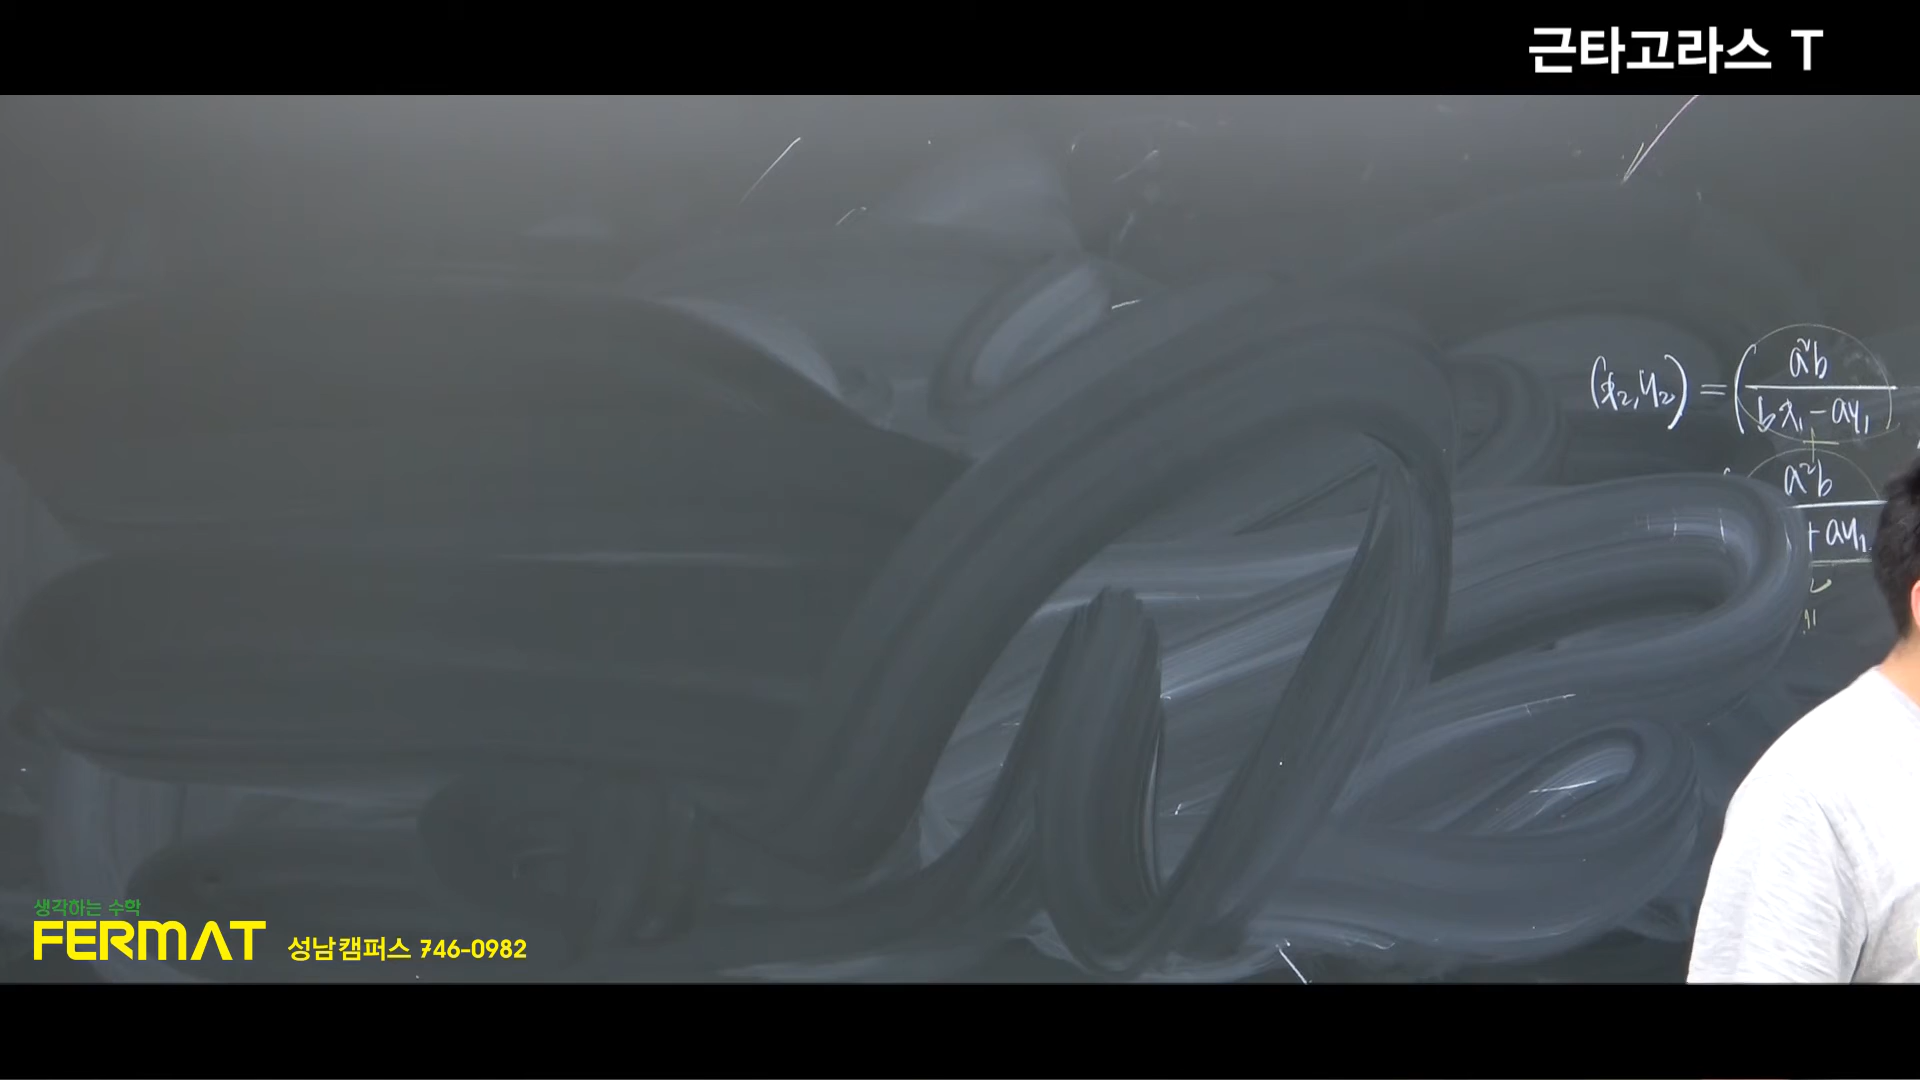 근타고라스 T
(x₂, y₂) = ( a²b / bx₁ - ay₁
a²b / + ay₁
생각하는 수학
FERMAT 성남캠퍼스 746-0982